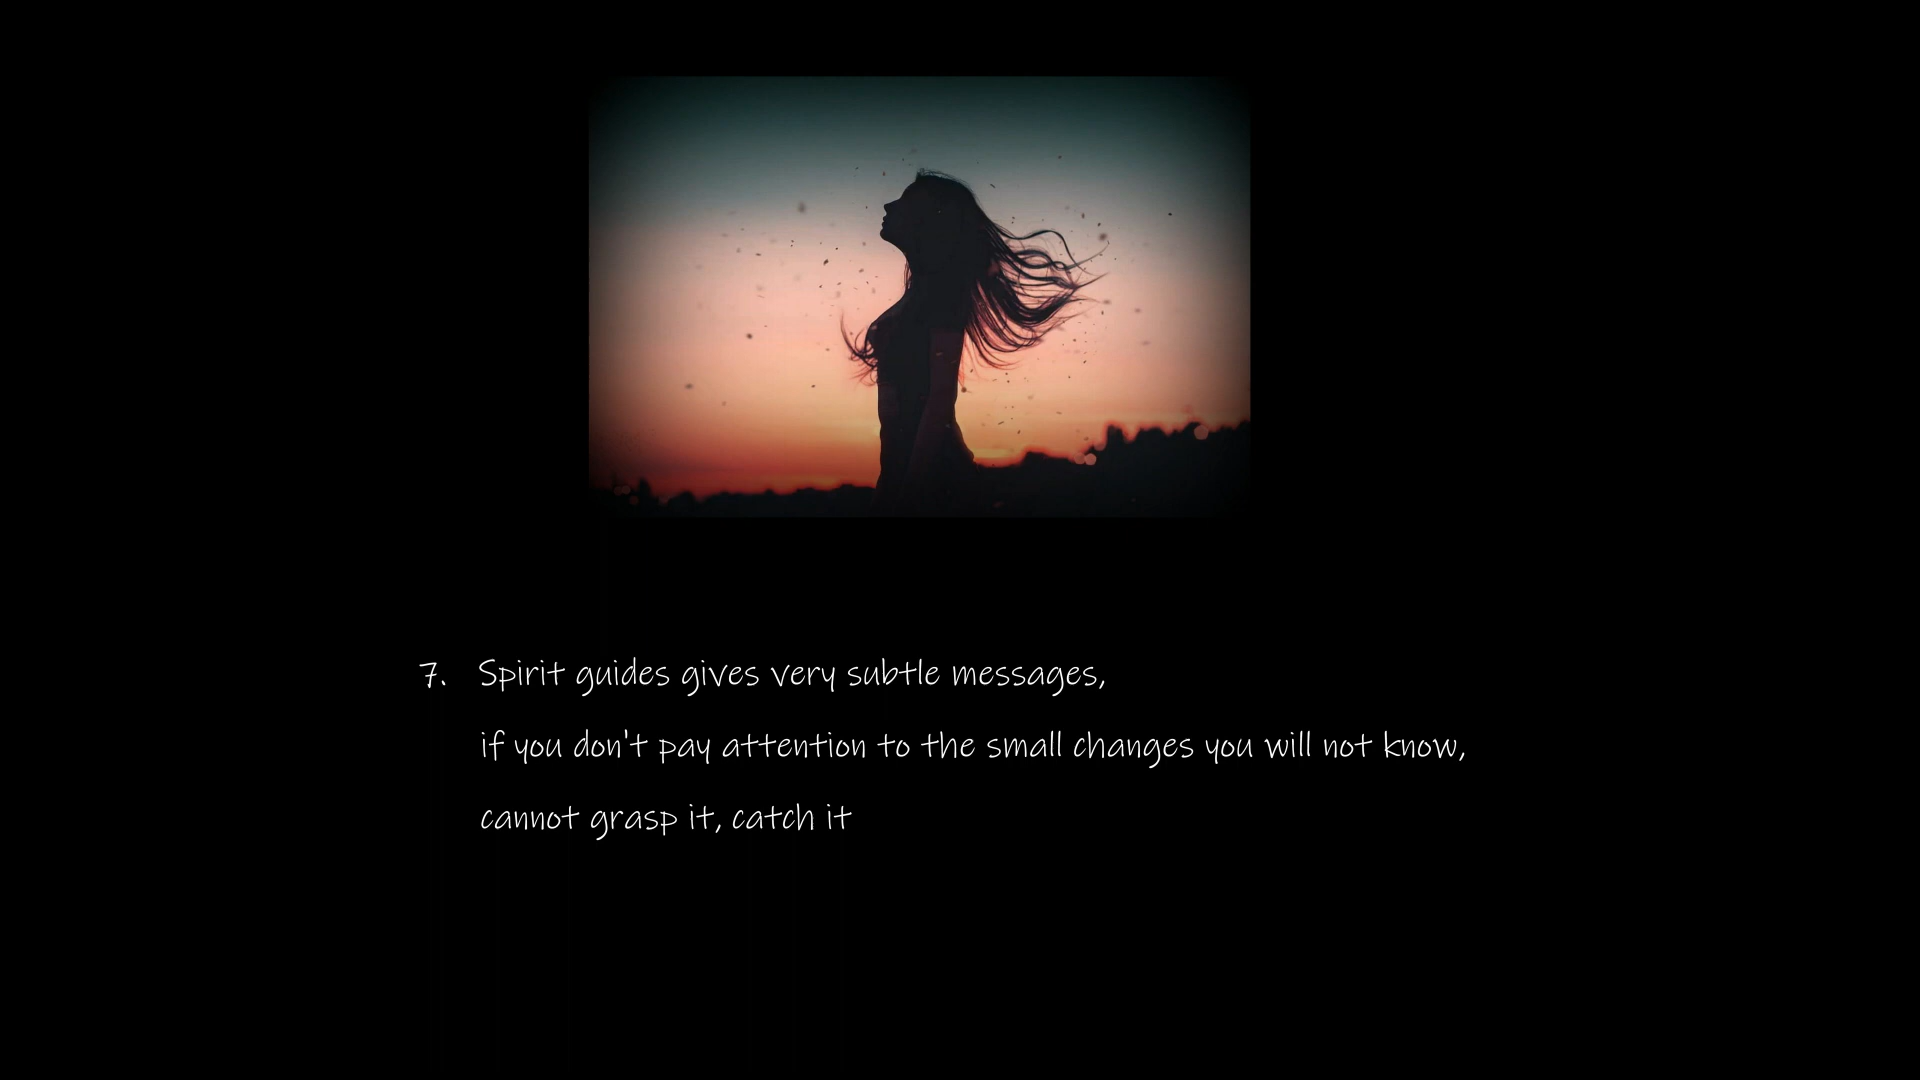 7. Spirit guides gives very subtle messages,
if you don't pay attention to the small changes you will not know,
cannot grasp it, catch it